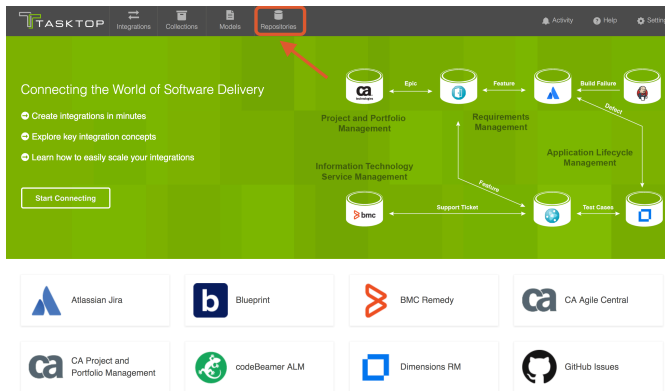 TASKTOP
Integrations
Collections
Models
Repositories
Activity
Help
Settin
Connecting the World of Software Delivery
Create integrations in minutes
Explore key integration concepts
Learn how to easily scale your integrations
Start Connecting
ca
technologies
Epic
Feature
Build Failure
Project and Portfolio
Management
Requirements
Management
Defect
Application Lifecycle
Management
Information Technology
Service Management
Feature
bmc
Support Ticket
Test Cases
Atlassian Jira
b
Blueprint
BMC Remedy
ca
CA Agile Central
ca
CA Project and
Portfolio Management
codeBeamer ALM
Dimensions RM
GitHub Issues